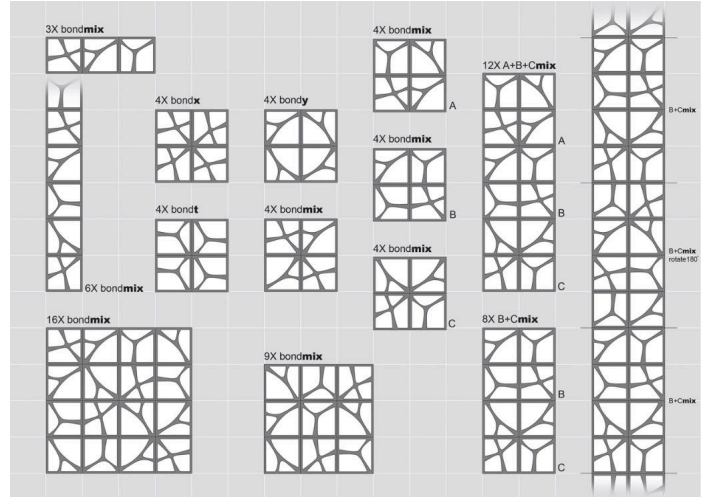 3X bondmix
4X bondmix
A
12X A+B+Cmix
A
B
C
B+Cmix
4X bondx
4X bondy
4X bondmix
B
4X bondt
4X bondmix
4X bondmix
C
B+Cmix
rotate180°
6X bondmix
16X bondmix
9X bondmix
8X B+Cmix
B
C
B+Cmix